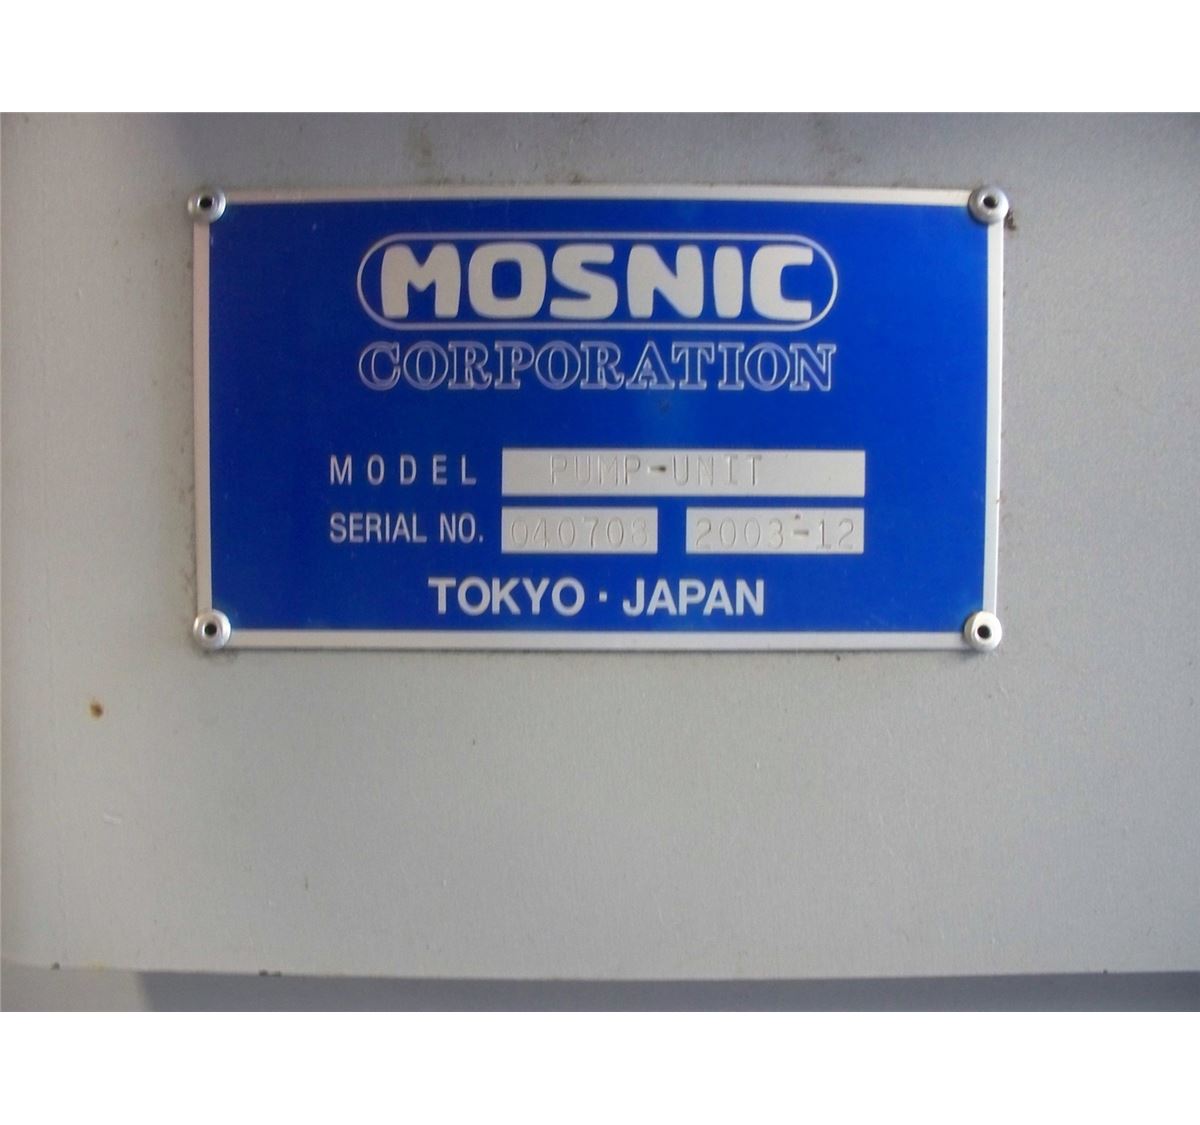 MOSNIC
CORPORATION
MODEL PUMP-UNIT
SERIAL NO. 040708 2003-12
TOKYO · JAPAN